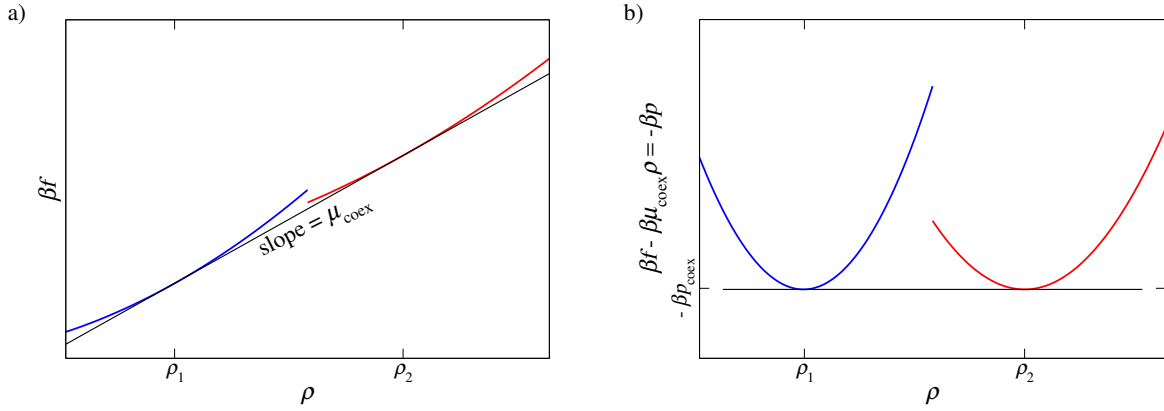 a)
βf
slope = μcoex
ρ1
ρ2
ρ
b)
βf - βμcoexρ = -βp
- βpcoex
ρ1
ρ2
ρ